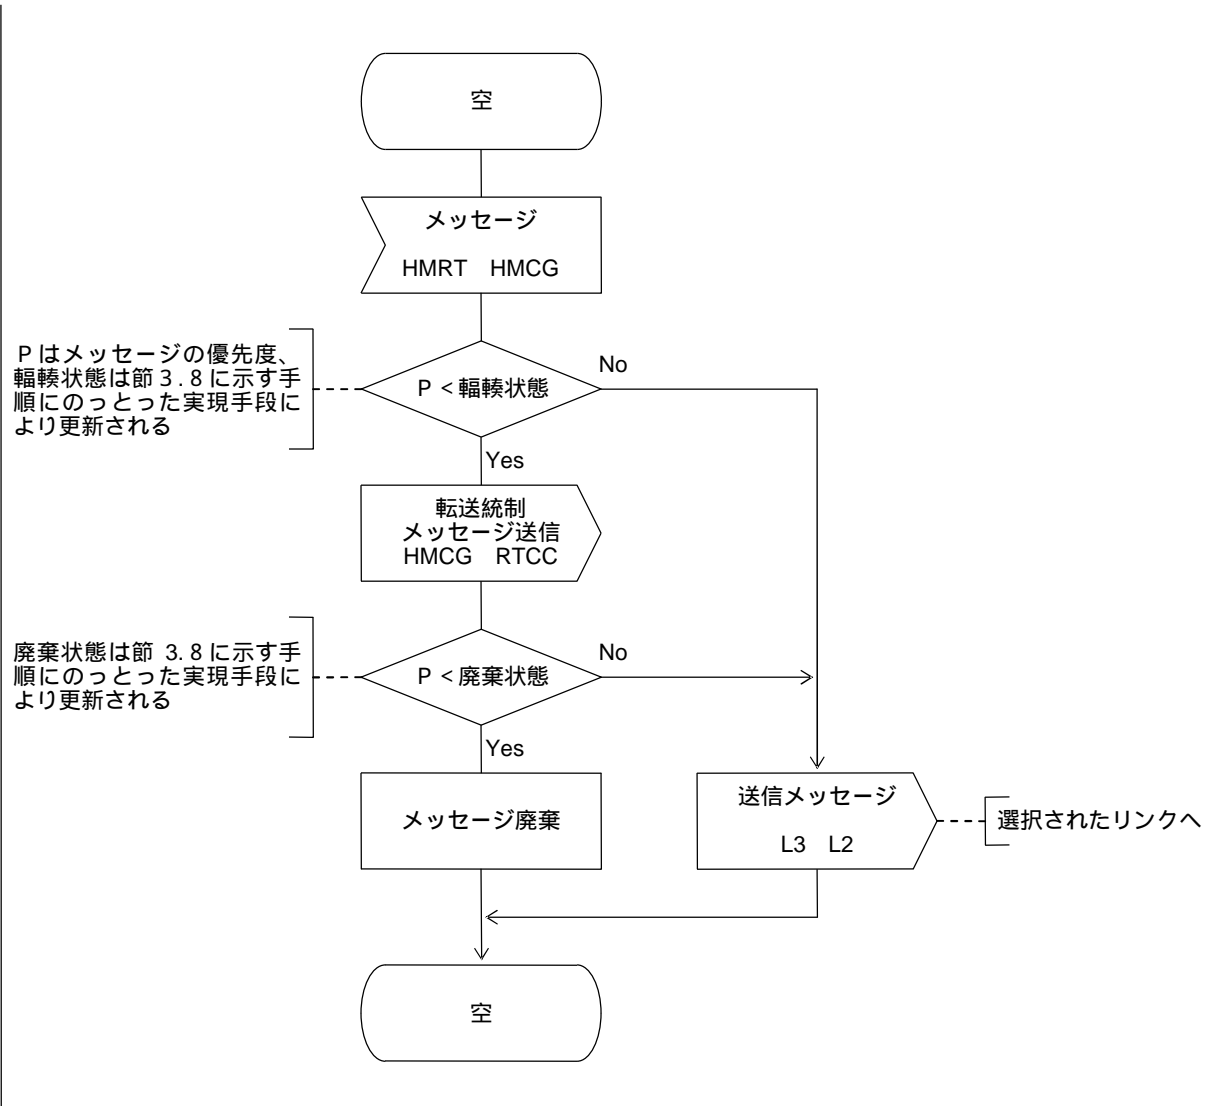 空
メッセージ
HMRT HMCG
Pはメッセージの優先度、
輻輳状態は節3.8に示す手
順にのっとった実現手段に
より更新される
P<輻輳状態
No
Yes
転送統制
メッセージ送信
HMCG RTCC
廃棄状態は節 3.8に示す手
順にのっとった実現手段に
より更新される
P<廃棄状態
No
Yes
メッセージ廃棄
送信メッセージ
L3 L2
選択されたリンクへ
空